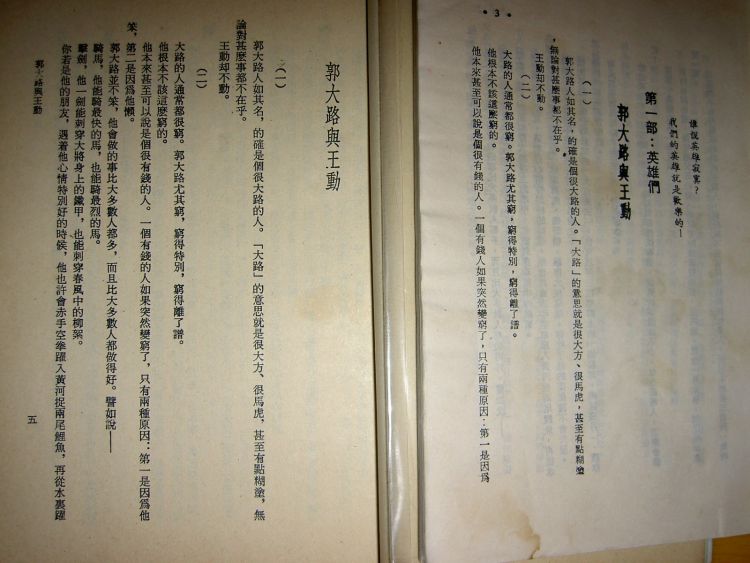 • 3 •
誰說英雄寂寞?
我們的英雄就是歡樂的!
第一部:英雄們
郭大路與王動
(一)
郭大路人如其名,的確是個很大路的人。「大路」的意思就是很大方、很馬虎,甚至有點糊塗
,無論對甚麼事都不在乎。
王動却不動。
(二)
大路的人通常都很窮。郭大路尤其窮,窮得特別,窮得離了譜。
他根本不該這麼窮的。
他本來甚至可以說是個很有錢的人。一個有錢的人如果突然變窮了,只有兩種原因:第一是因爲
郭大路與王動
(一)
郭大路人如其名,的確是個很大路的人。「大路」的意思就是很大方、很馬虎,甚至有點糊塗,無
論對甚麼事都不在乎。
王動却不動。
(二)
大路的人通常都很窮。郭大路尤其窮,窮得特別,窮得離了譜。
他根本不該這麼窮的。
他本來甚至可以說是個很有錢的人。一個有錢的人如果突然變窮了,只有兩種原因:第一是因爲他
笨,第二是因爲他懶。
郭大路並不笨,他會做的事比大多數人都多,而且比大多數人都做得好。譬如說——
騎馬,他能騎最快的馬,也能騎最烈的馬。
擊劍,他一劍能刺穿大將身上的鐵甲,也能刺穿春風中的柳絮。
你若是他的朋友,遇着他心情特別好的時候,他也許會赤手空拳躍入黃河捉兩尾鯉魚,再從水裏躍
郭大路與王動
五